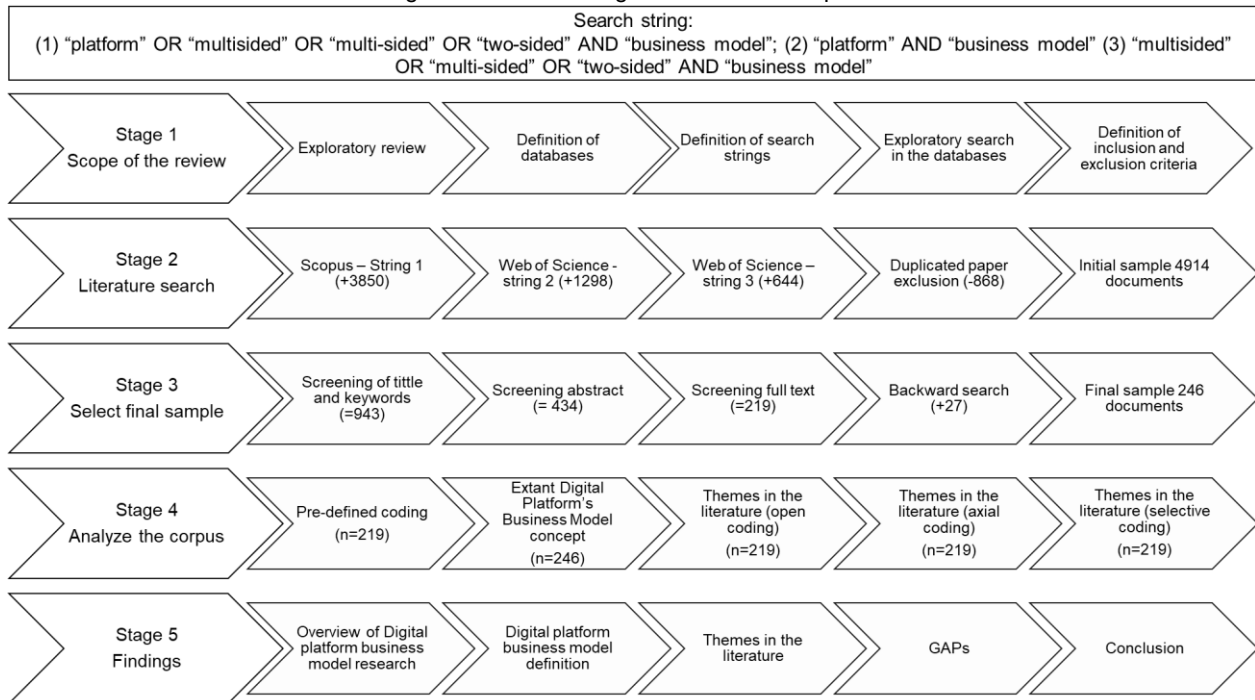 Search string:
(1) “platform” OR “multisided” OR “multi-sided” OR “two-sided” AND “business model”; (2) “platform” AND “business model” (3) “multisided”
OR “multi-sided” OR “two-sided” AND “business model”
Stage 1
Scope of the review
Exploratory review
Definition of
databases
Definition of search
strings
Exploratory search
in the databases
Definition of
inclusion and
exclusion criteria
Stage 2
Literature search
Scopus – String 1
(+3850)
Web of Science -
string 2 (+1298)
Web of Science –
string 3 (+644)
Duplicated paper
exclusion (-868)
Initial sample 4914
documents
Stage 3
Select final sample
Screening of tittle
and keywords
(=943)
Screening abstract
(= 434)
Screening full text
(=219)
Backward search
(+27)
Final sample 246
documents
Stage 4
Analyze the corpus
Pre-defined coding
(n=219)
Extant Digital
Platform’s
Business Model
concept
(n=246)
Themes in the
literature (open
coding)
(n=219)
Themes in the
literature (axial
coding)
(n=219)
Themes in the
literature (selective
coding)
(n=219)
Stage 5
Findings
Overview of Digital
platform business
model research
Digital platform
business model
definition
Themes in the
literature
GAPs
Conclusion